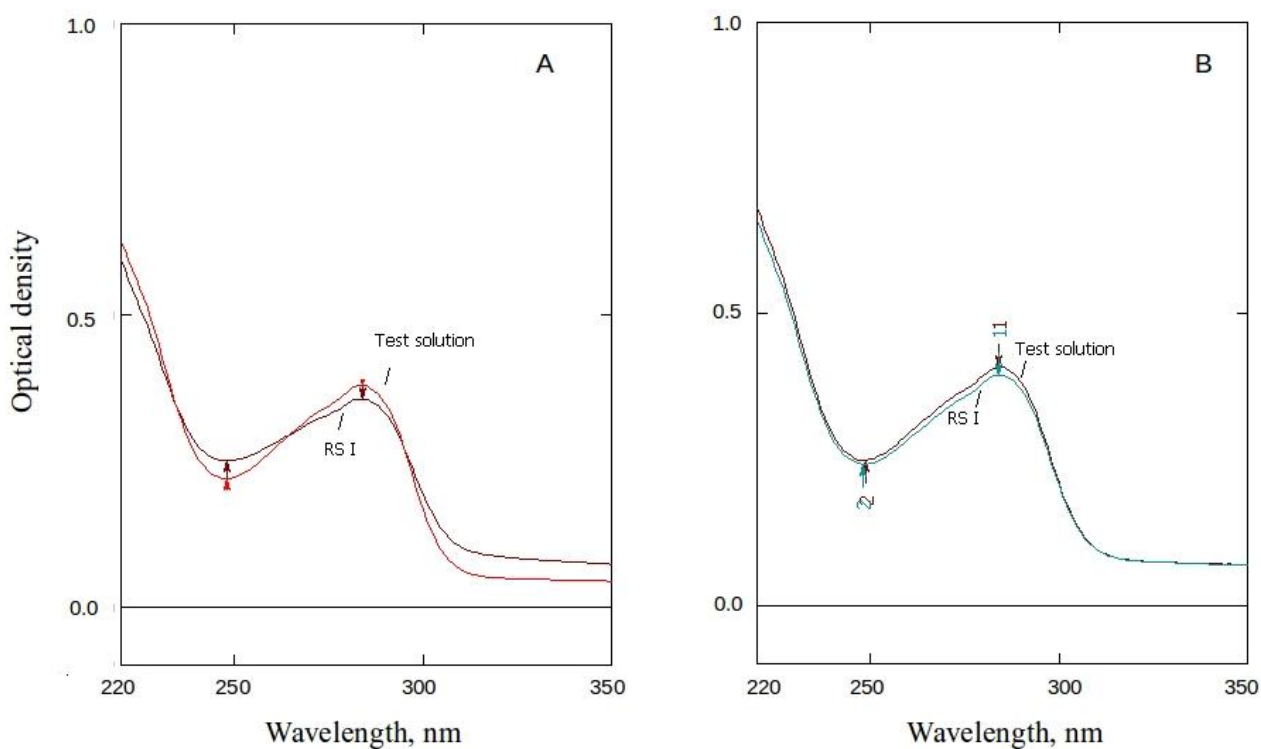 1.0
A
0.5
Test solution
RS I
0.0
220
250
300
350
Wavelength, nm
Optical density
1.0
B
0.5
11
Test solution
RS I
22
0.0
220
250
300
350
Wavelength, nm